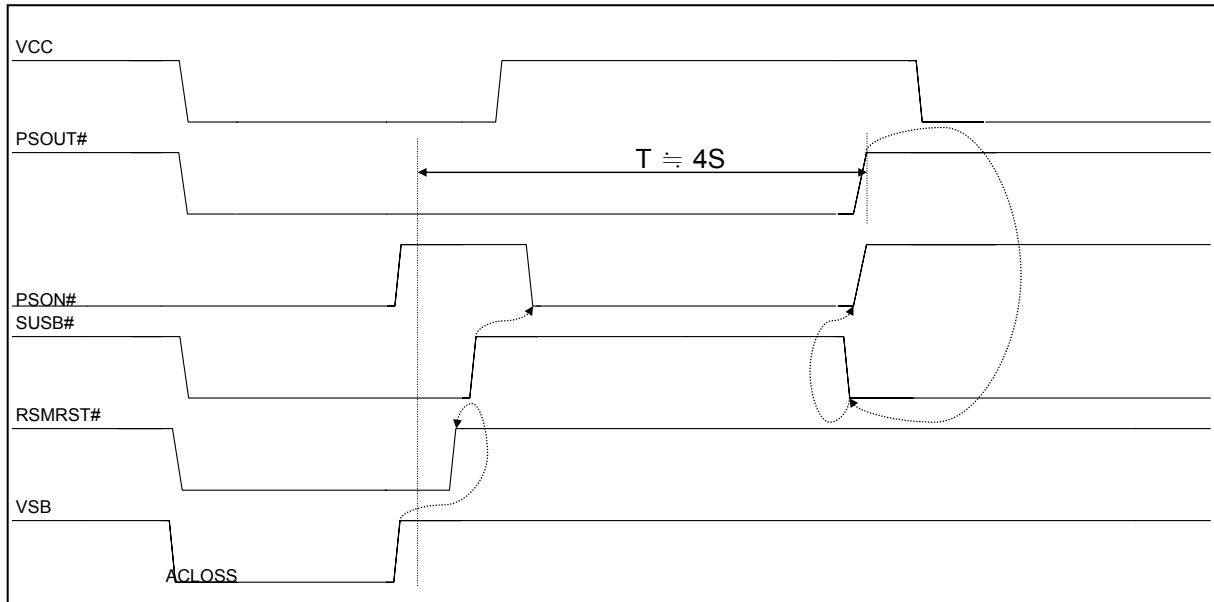 VCC
PSOUT#
T ≒ 4S
PSON#
SUSB#
RSMRST#
VSB
ACLOSS